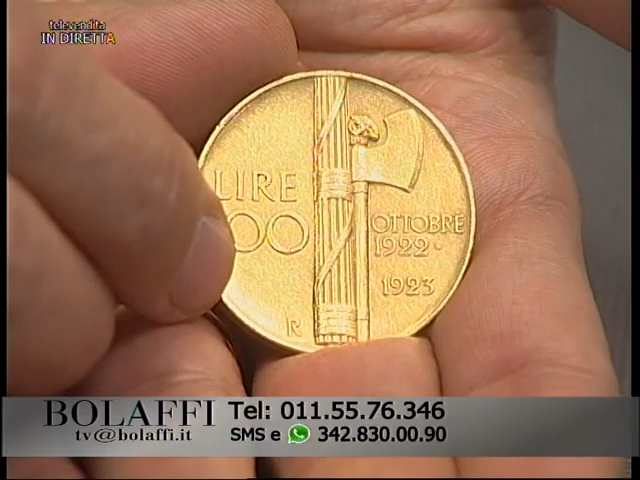 televendita
IN DIRETTA
LIRE
OTTOBRE
1922
1923
R
BOLAFFI
tv@bolaffi.it
Tel: 011.55.76.346
SMS e 342.830.00.90